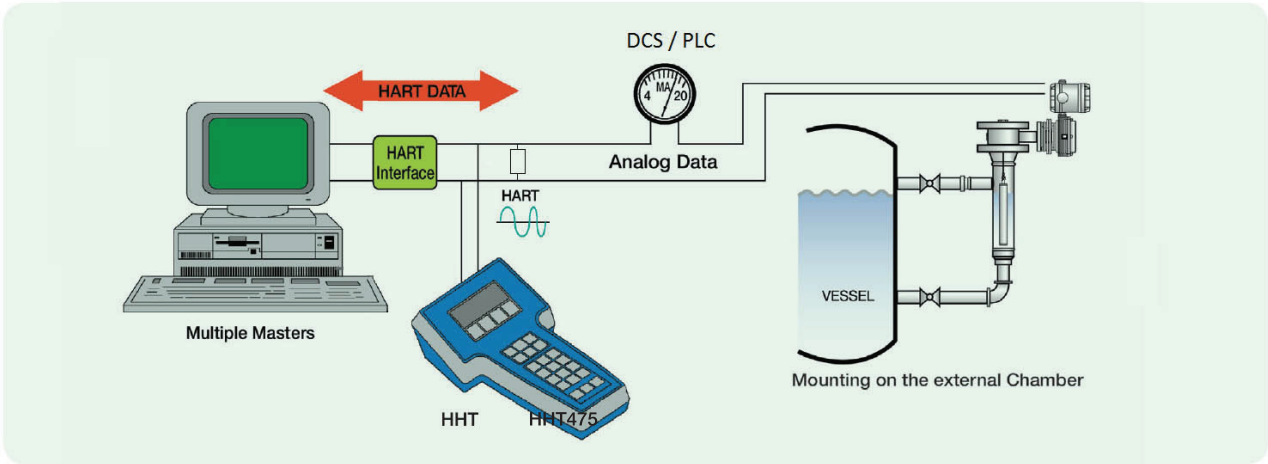 DCS / PLC
HART DATA
MA
4 20
HART
Interface
Analog Data
HART
VESSEL
Multiple Masters
Mounting on the external Chamber
HHT HHT475